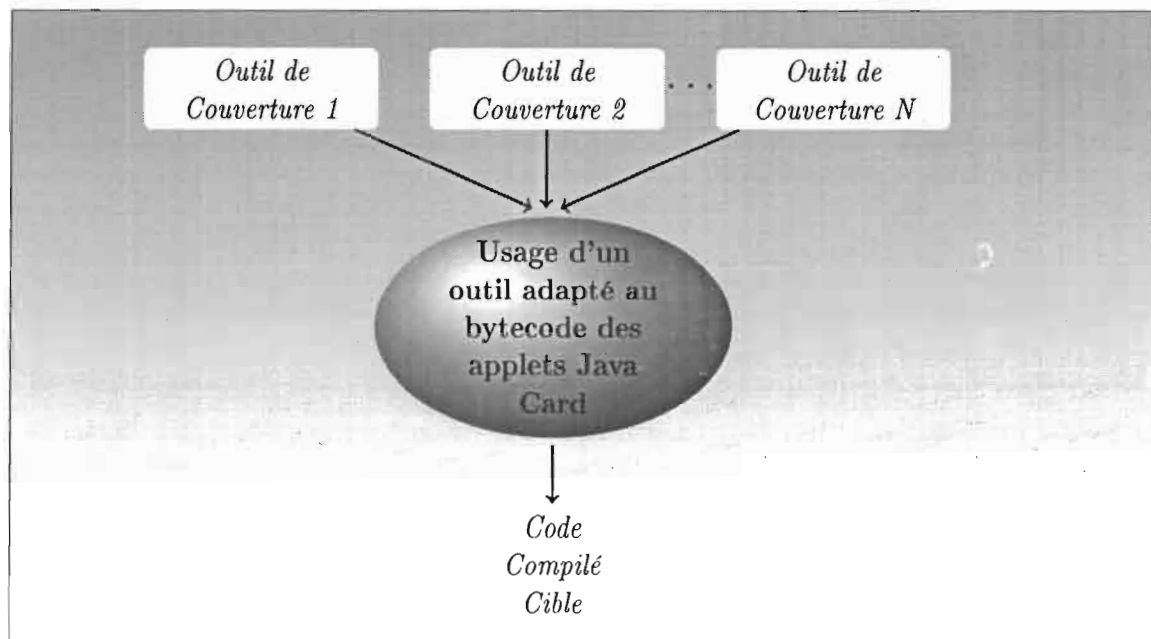 Outil de
Couverture 1
Outil de
Couverture 2
. . .
Outil de
Couverture N
Usage d'un
outil adapté au
bytecode des
applets Java
Card
Code
Compilé
Cible